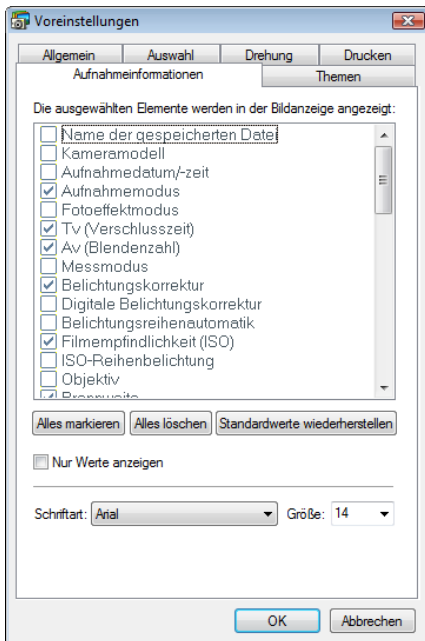 Voreinstellungen
Allgemein Auswahl Drehung Drucken
Aufnahmeinformationen Themen
Die ausgewählten Elemente werden in der Bildanzeige angezeigt:
Name der gespeicherten Datei
Kameramodell
Aufnahmedatum/-zeit
Aufnahmemodus
Fotoeffektmodus
Tv (Verschlusszeit)
Av (Blendenzahl)
Messmodus
Belichtungskorrektur
Digitale Belichtungskorrektur
Belichtungsreihenautomatik
Filmempfindlichkeit (ISO)
ISO-Reihenbelichtung
Objektiv
Brennweite
Alles markieren Alles löschen Standardwerte wiederherstellen
Nur Werte anzeigen
Schriftart: Arial Größe: 14
OK Abbrechen